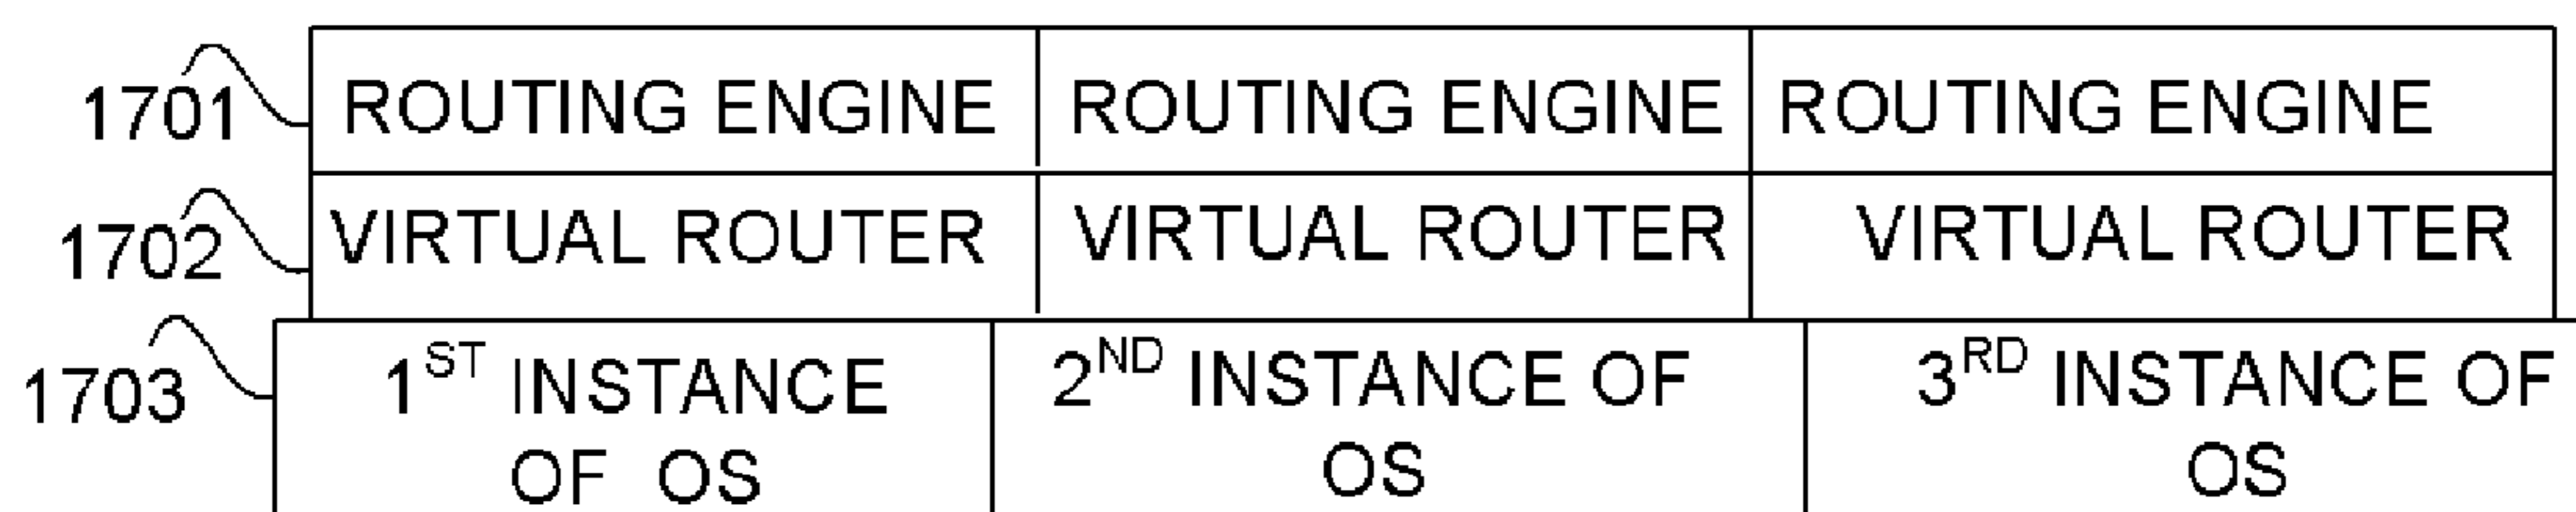 1701 ROUTING ENGINE ROUTING ENGINE ROUTING ENGINE
1702 VIRTUAL ROUTER VIRTUAL ROUTER VIRTUAL ROUTER
1703 1ST INSTANCE 2ND INSTANCE OF 3RD INSTANCE OF
OF OS OS OS